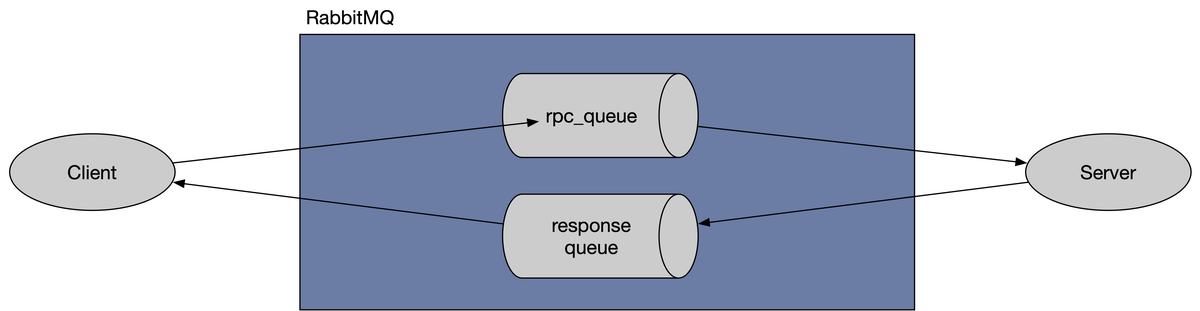 RabbitMQ
rpc_queue
Client
Server
response
queue